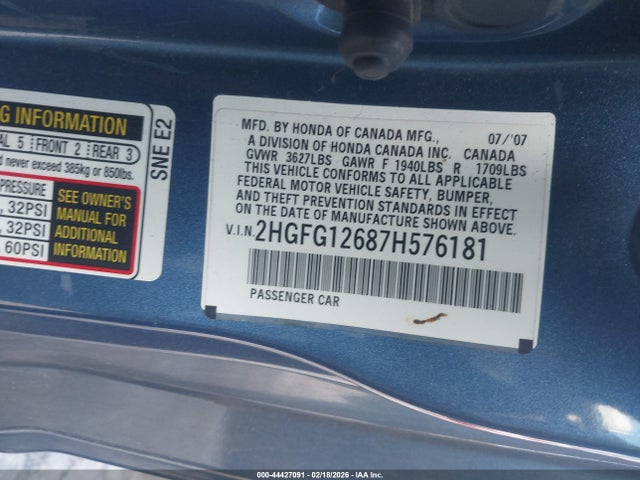 G INFORMATION
AL 5 FRONT 2 REAR 3
d never exceed 385kg or 850lbs.
PRESSURE
, 32PSI
, 32PSI
, 60PSI
SEE OWNER'S
MANUAL FOR
ADDITIONAL
INFORMATION
SNE E2
MFD. BY HONDA OF CANADA MFG., 07/'07
A DIVISION OF HONDA CANADA INC. CANADA
GVWR 3627LBS GAWR F 1940LBS R 1709LBS
THIS VEHICLE CONFORMS TO ALL APPLICABLE
FEDERAL MOTOR VEHICLE SAFETY, BUMPER,
AND THEFT PREVENTION STANDARDS IN EFFECT
ON THE DATE OF MANUFACTURE SHOWN ABOVE.
V.I.N. 2HGFG12687H576181
PASSENGER CAR
000-44427091 - 02/18/2026 - IAA Inc.